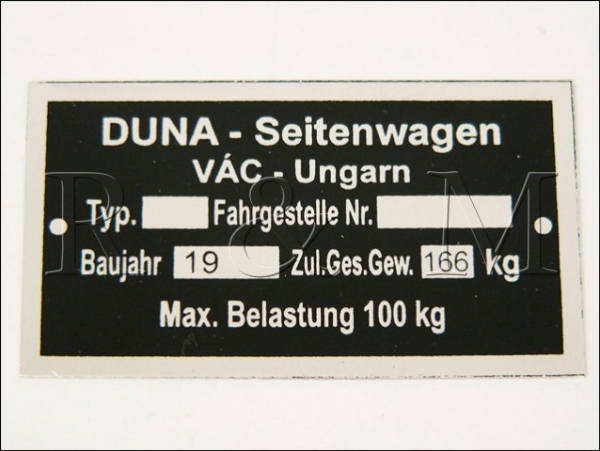 DUNA - Seitenwagen
VÁC - Ungarn
Typ. Fahrgestelle Nr.
Baujahr 19 Zul.Ges.Gew. 166 kg
Max. Belastung 100 kg
R & M